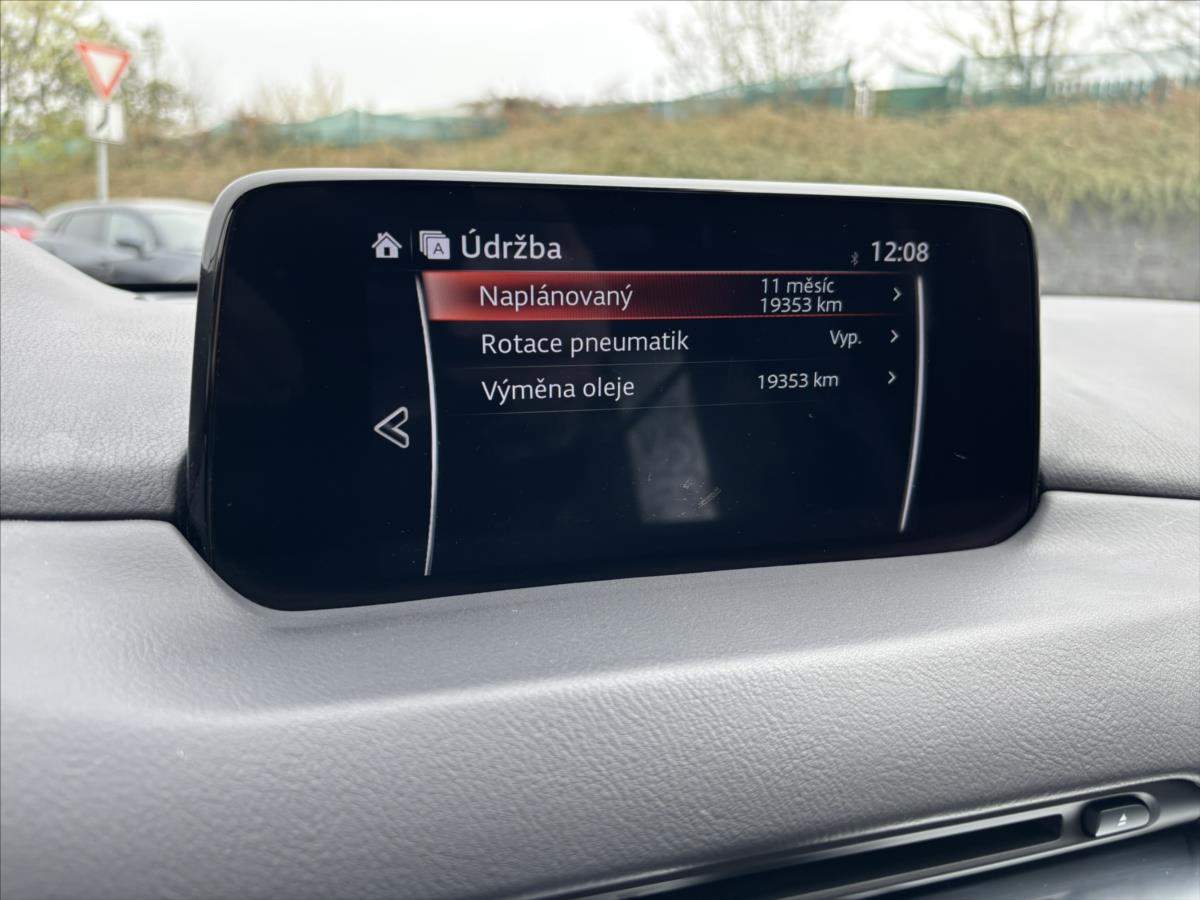 A Údržba 12:08
Naplánovaný 11 měsíc
19353 km
Rotace pneumatik Vyp.
Výměna oleje 19353 km